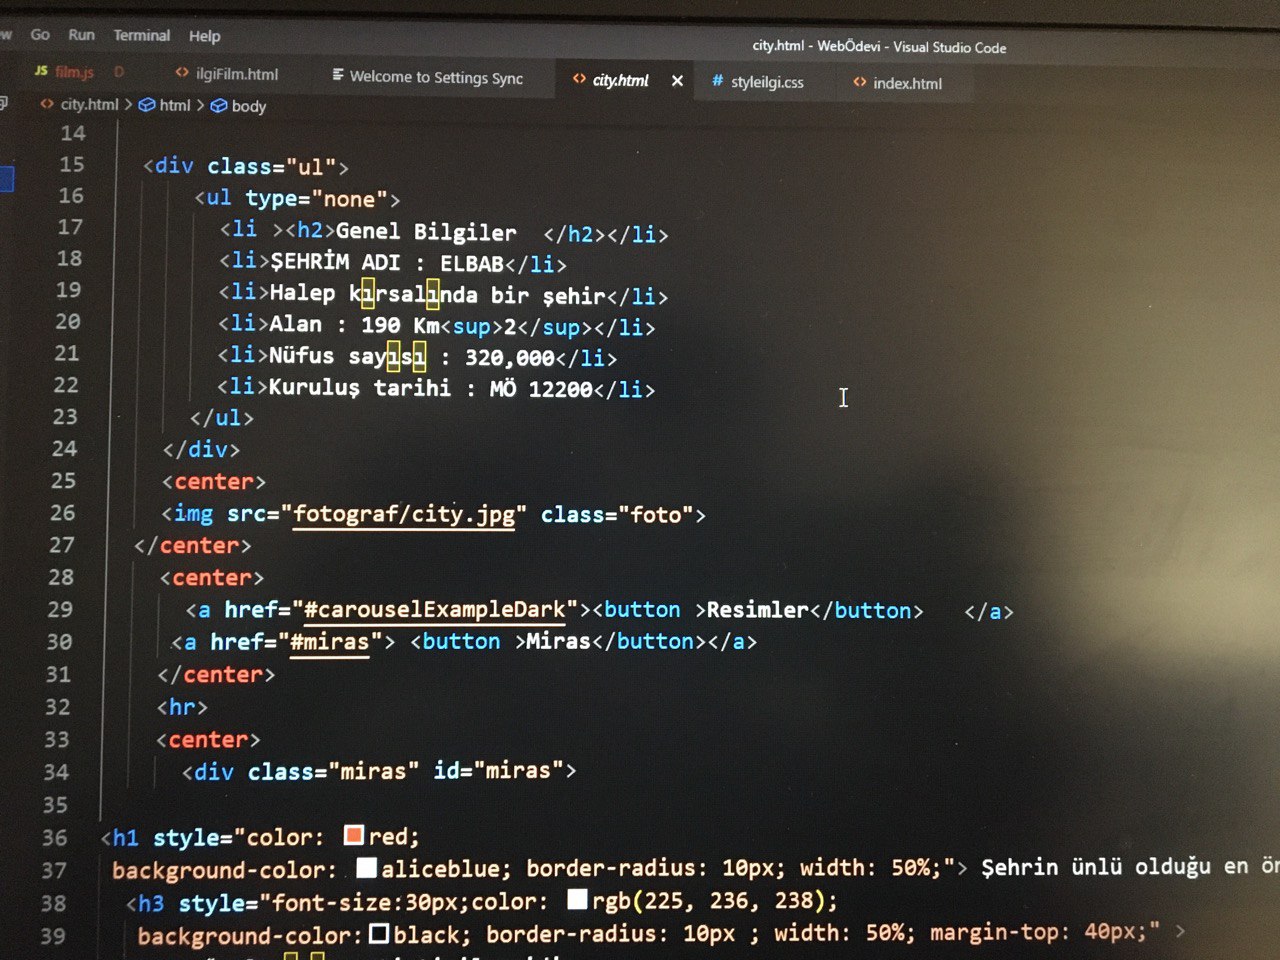 Go Run Terminal Help
city.html - WebÖdevi - Visual Studio Code
JS film.js D <> ilgiFilm.html Welcome to Settings Sync <> city.html # styleilgi.css <> index.html
<> city.html > html > body
14
15 <div class="ul">
16 <ul type="none">
17 <li ><h2>Genel Bilgiler </h2></li>
18 <li>ŞEHRİM ADI : ELBAB</li>
19 <li>Halep kırsalında bir şehir</li>
20 <li>Alan : 190 Km<sup>2</sup></li>
21 <li>Nüfus sayısı : 320,000</li>
22 <li>Kuruluş tarihi : MÖ 12200</li>
23 </ul>
24 </div>
25 <center>
26 <img src="fotograf/city.jpg" class="foto">
27 </center>
28 <center>
29 <a href="#carouselExampleDark"><button >Resimler</button> </a>
30 <a href="#miras"> <button >Miras</button></a>
31 </center>
32 <hr>
33 <center>
34 <div class="miras" id="miras">
35
36 <h1 style="color: red;
37 background-color: aliceblue; border-radius: 10px; width: 50%;"> Şehrin ünlü olduğu en
38 <h3 style="font-size:30px;color: rgb(225, 236, 238);
39 background-color: black; border-radius: 10px ; width: 50%; margin-top: 40px;" >